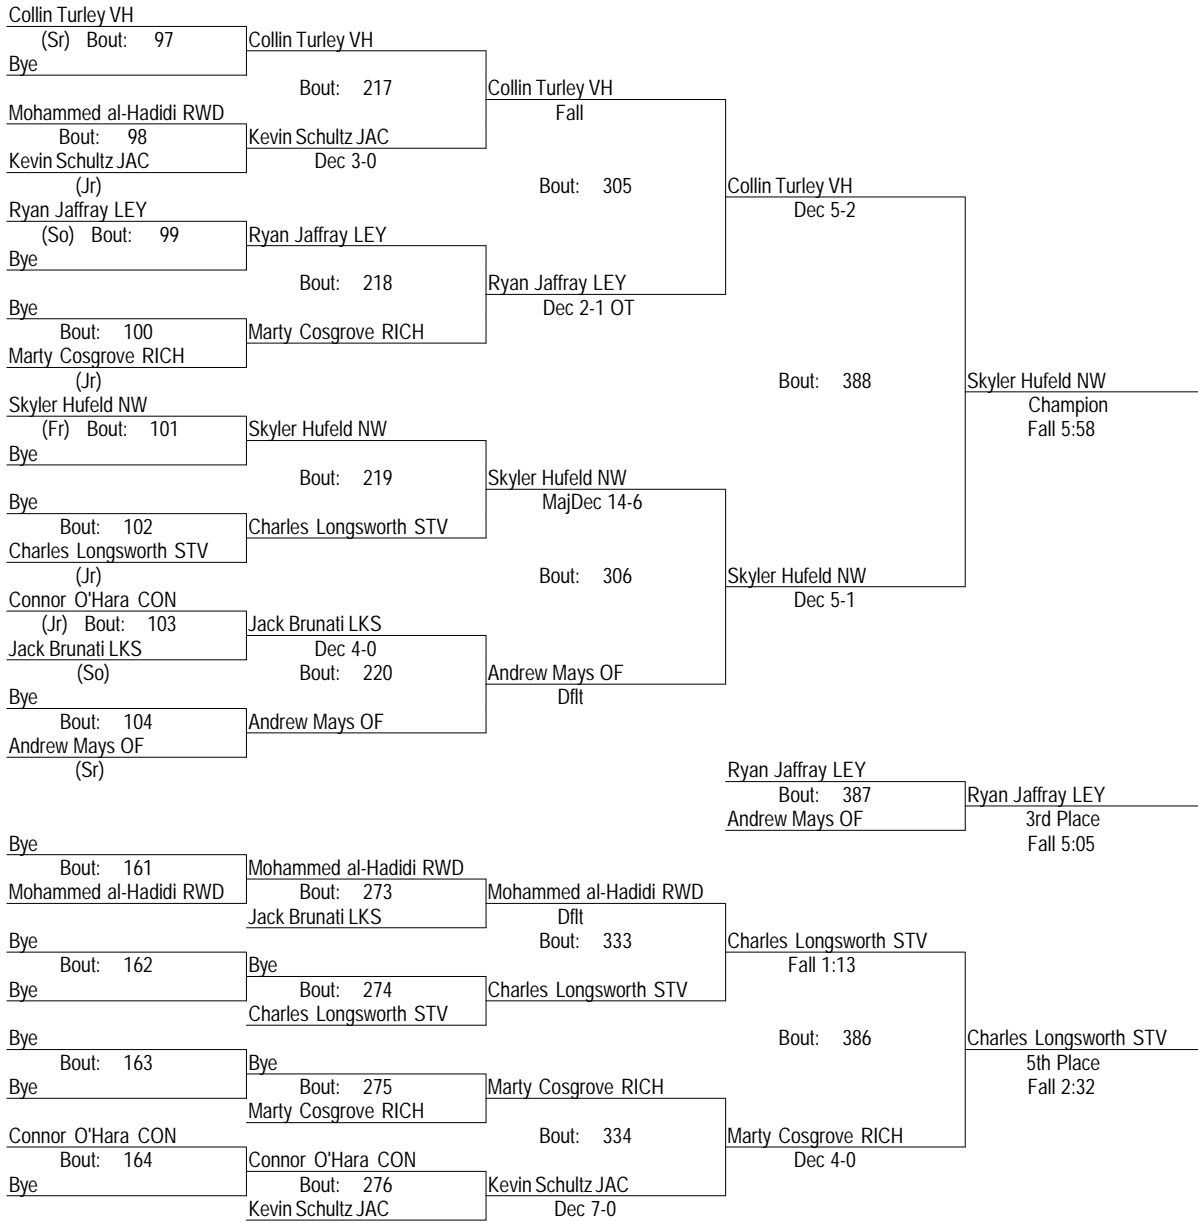 Collin Turley VH
(Sr) Bout: 97 Collin Turley VH
Bye
Bout: 217 Collin Turley VH
Mohammed al-Hadidi RWD Fall
Bout: 98 Kevin Schultz JAC
Kevin Schultz JAC Dec 3-0
(Jr) Bout: 305 Collin Turley VH
Ryan Jaffray LEY Dec 5-2
(So) Bout: 99 Ryan Jaffray LEY
Bye
Bout: 218 Ryan Jaffray LEY
Bye Dec 2-1 OT
Bout: 100 Marty Cosgrove RICH
Marty Cosgrove RICH
(Jr) Bout: 388 Skyler Hufeld NW
Skyler Hufeld NW Champion
(Fr) Bout: 101 Skyler Hufeld NW Fall 5:58
Bye
Bout: 219 Skyler Hufeld NW
Bye MajDec 14-6
Bout: 102 Charles Longsworth STV
Charles Longsworth STV
(Jr) Bout: 306 Skyler Hufeld NW
Connor O'Hara CON Dec 5-1
(Jr) Bout: 103 Jack Brunati LKS
Jack Brunati LKS Dec 4-0
(So) Bout: 220 Andrew Mays OF
Bye Dflt
Bout: 104 Andrew Mays OF
Andrew Mays OF
(Sr) Ryan Jaffray LEY
Bout: 387 Ryan Jaffray LEY
Andrew Mays OF 3rd Place
Bye Fall 5:05
Bout: 161 Mohammed al-Hadidi RWD
Mohammed al-Hadidi RWD Bout: 273 Mohammed al-Hadidi RWD
Jack Brunati LKS Dflt
Bye Bout: 333 Charles Longsworth STV
Bout: 162 Bye Fall 1:13
Bye Bout: 274 Charles Longsworth STV
Charles Longsworth STV
Bye Bout: 386 Charles Longsworth STV
Bout: 163 Bye 5th Place
Bye Bout: 275 Marty Cosgrove RICH Fall 2:32
Marty Cosgrove RICH
Connor O'Hara CON Bout: 334 Marty Cosgrove RICH
Bout: 164 Connor O'Hara CON Dec 4-0
Bye Bout: 276 Kevin Schultz JAC
Kevin Schultz JAC Dec 7-0